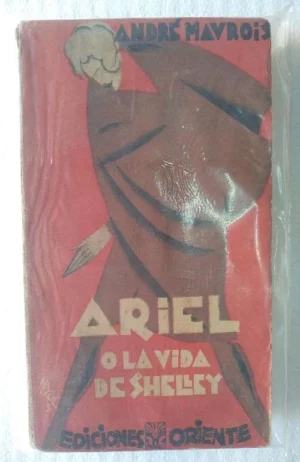 ANDRÉ MAUROIS
ARIEL
O LA VIDA
DE SHELLEY
EDICIONES ORIENTE